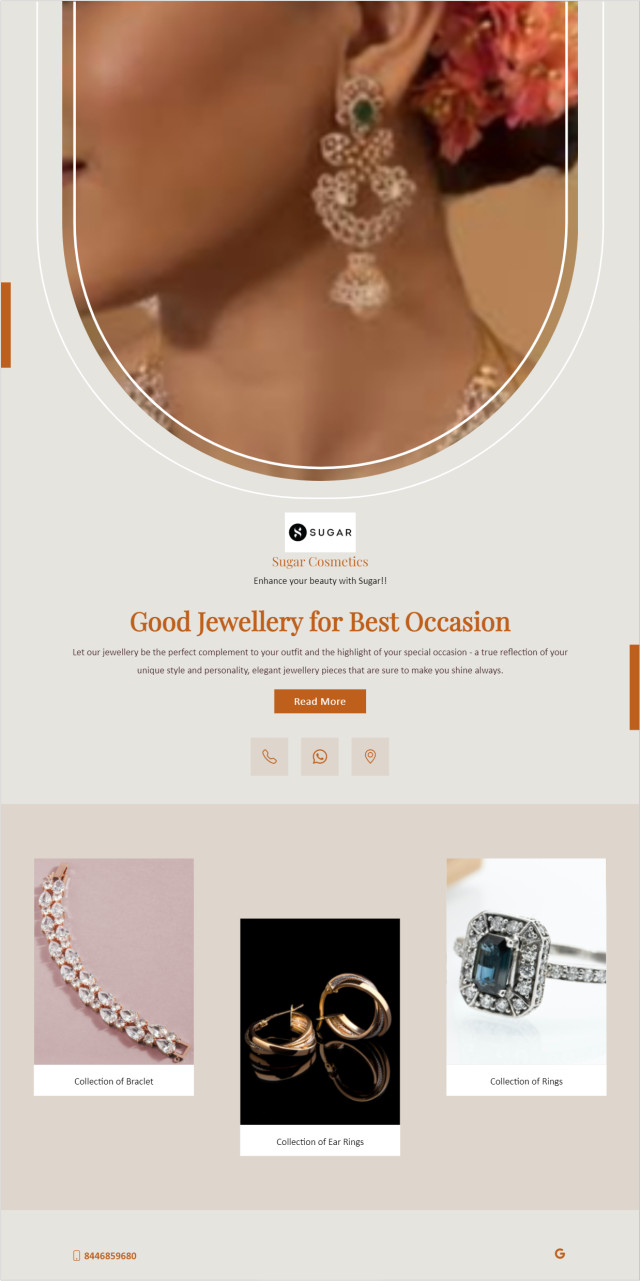 SUGAR
Sugar Cosmetics
Enhance your beauty with Sugar!!
Good Jewellery for Best Occasion
Let our jewellery be the perfect complement to your outfit and the highlight of your special occasion - a true reflection of your
unique style and personality, elegant jewellery pieces that are sure to make you shine always.
Read More
Collection of Braclet
Collection of Rings
Collection of Ear Rings
8446859680